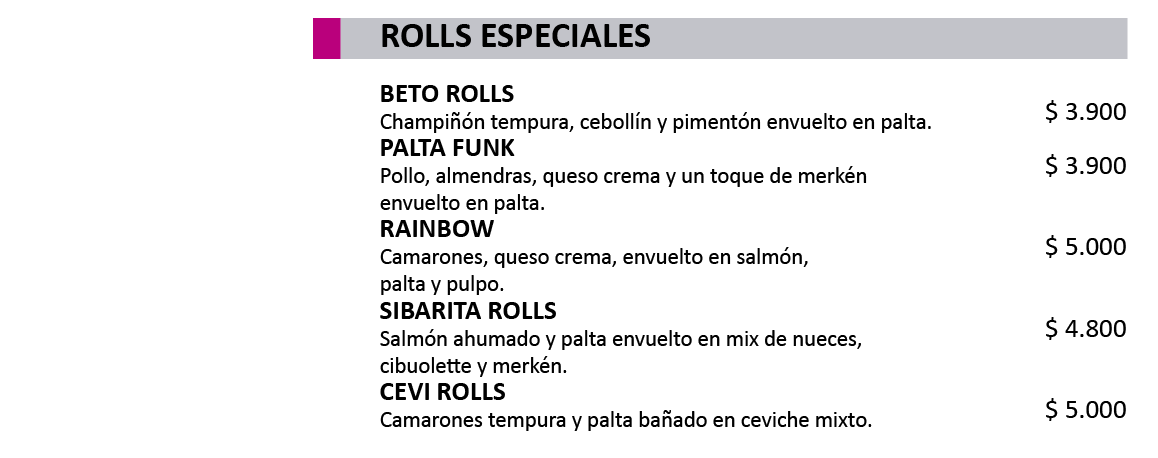 ROLLS ESPECIALES
BETO ROLLS
Champiñón tempura, cebollín y pimentón envuelto en palta.
$ 3.900
PALTA FUNK
Pollo, almendras, queso crema y un toque de merkén
envuelto en palta.
$ 3.900
RAINBOW
Camarones, queso crema, envuelto en salmón,
palta y pulpo.
$ 5.000
SIBARITA ROLLS
Salmón ahumado y palta envuelto en mix de nueces,
cibuolette y merkén.
$ 4.800
CEVI ROLLS
Camarones tempura y palta bañado en ceviche mixto.
$ 5.000